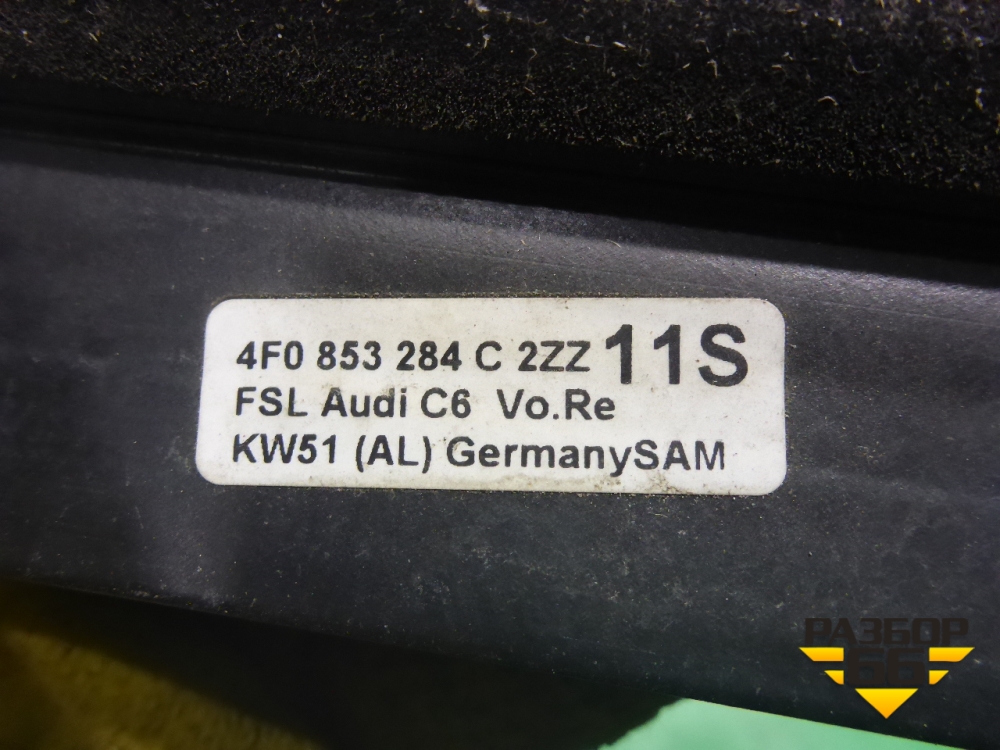 4F0 853 284 C 2ZZ 11S
FSL Audi C6 Vo.Re
KW51 (AL) GermanySAM
РАЗБОР
66